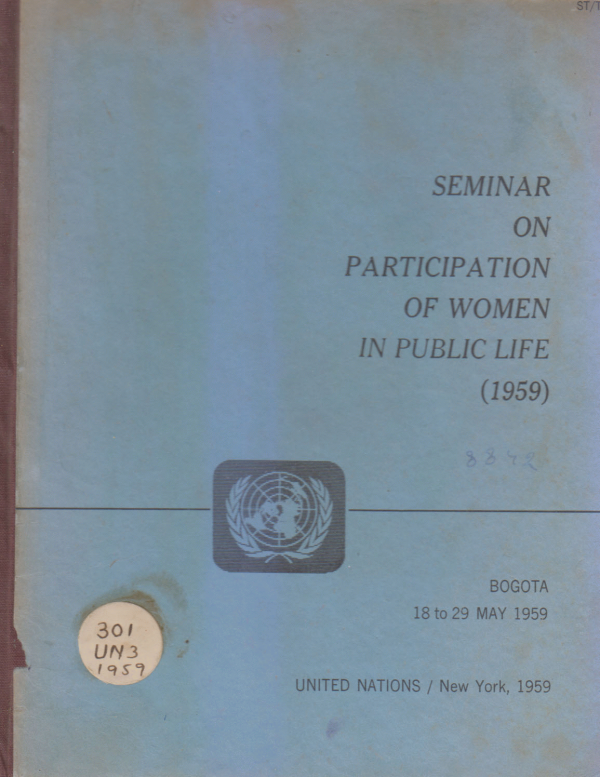 ST/T
SEMINAR
ON
PARTICIPATION
OF WOMEN
IN PUBLIC LIFE
(1959)
8842
BOGOTA
18 to 29 MAY 1959
301
UN3
1959
UNITED NATIONS / New York, 1959